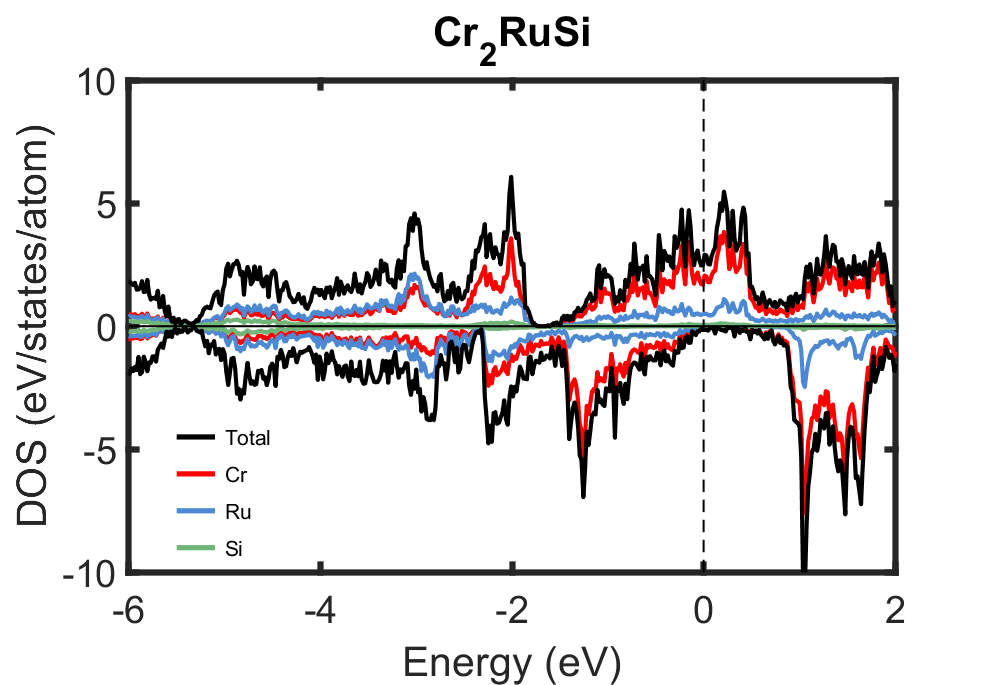 Cr2RuSi
10
5
0
-5
-10
DOS (eV/states/atom)
Total
Cr
Ru
Si
-6 -4 -2 0 2
Energy (eV)